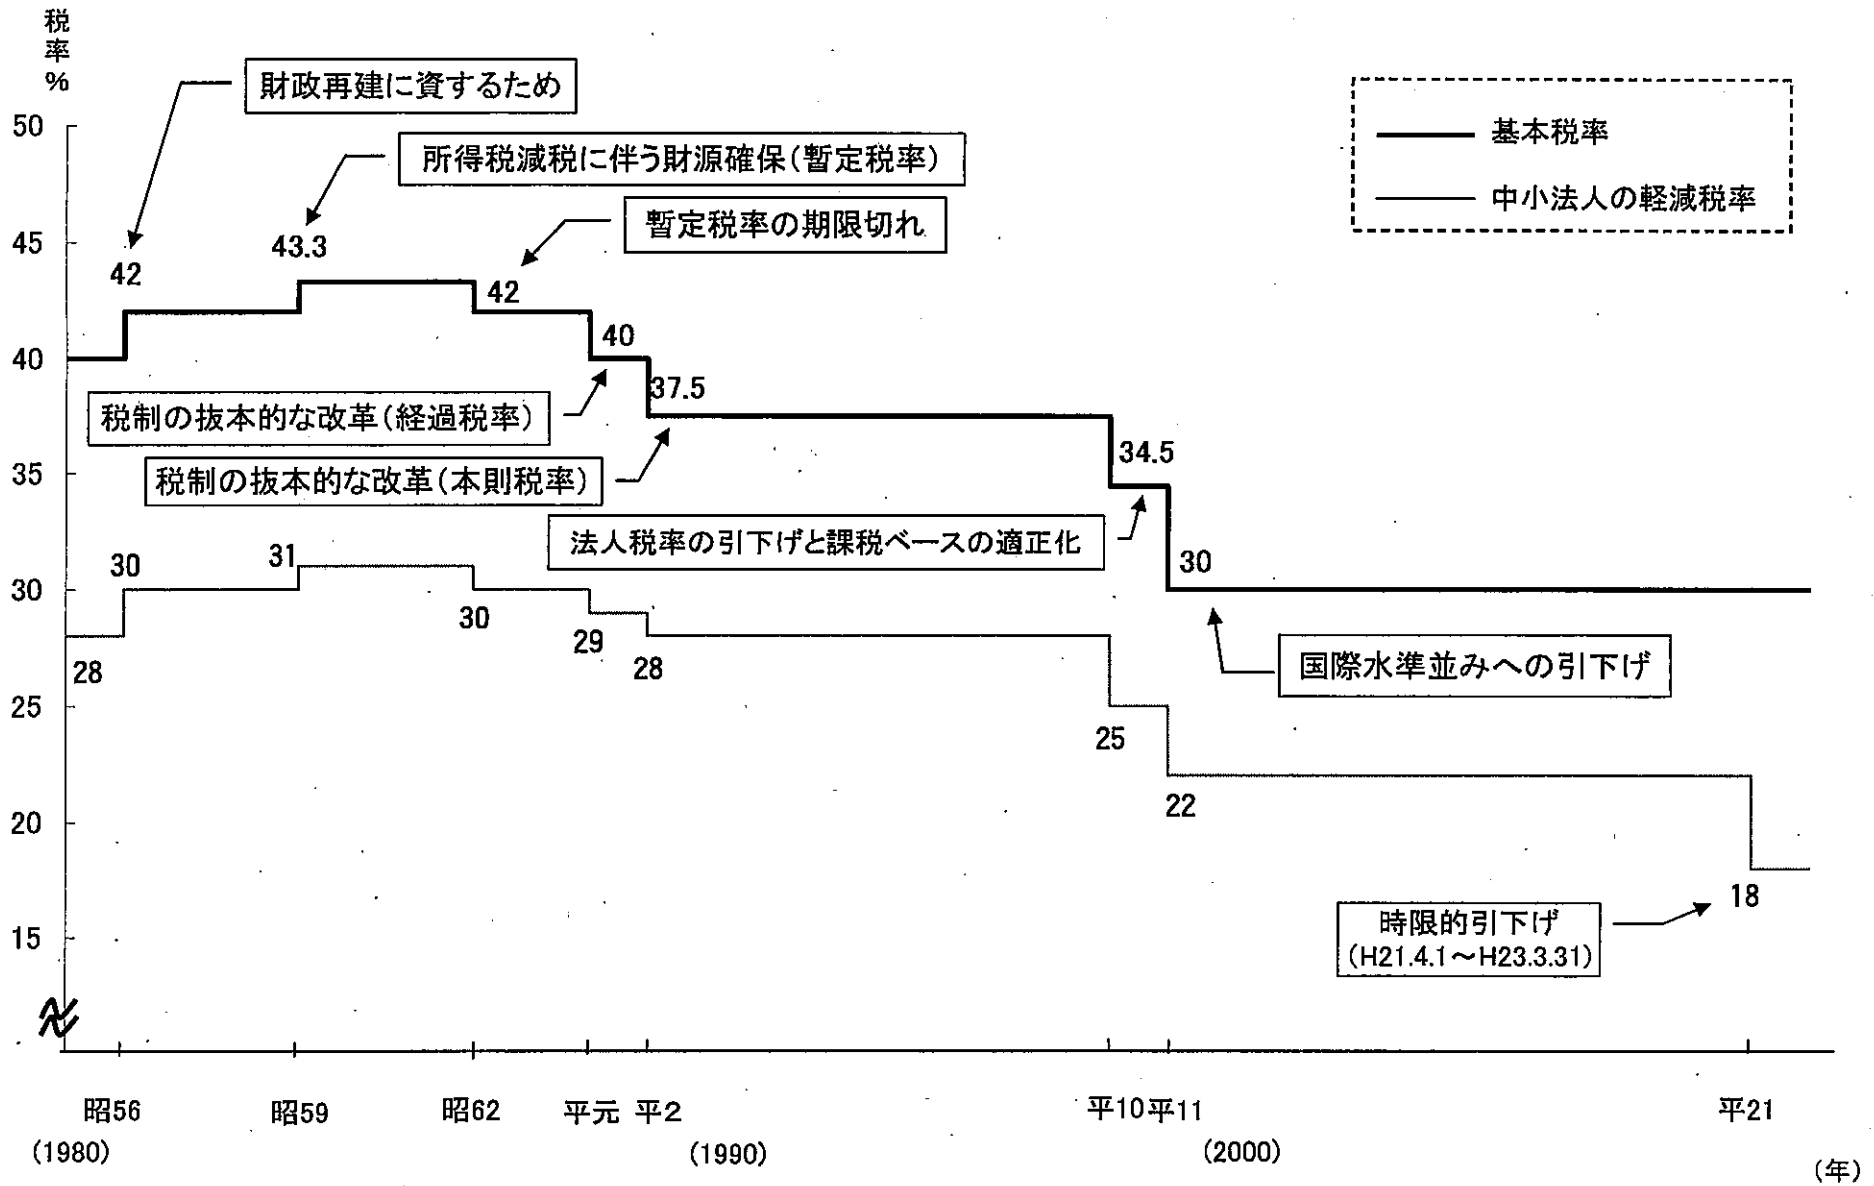 税率%
財政再建に資するため
所得税減税に伴う財源確保(暫定税率)
暫定税率の期限切れ
基本税率
中小法人の軽減税率
50
45
40
35
30
25
20
15
42
43.3
42
40
37.5
34.5
30
税制の抜本的な改革(経過税率)
税制の抜本的な改革(本則税率)
法人税率の引下げと課税ベースの適正化
国際水準並みへの引下げ
28
30
31
30
29
28
25
22
18
時限的引下げ
(H21.4.1～H23.3.31)
昭56 昭59 昭62 平元 平2 平10 平11 平21
(1980) (1990) (2000) (年)